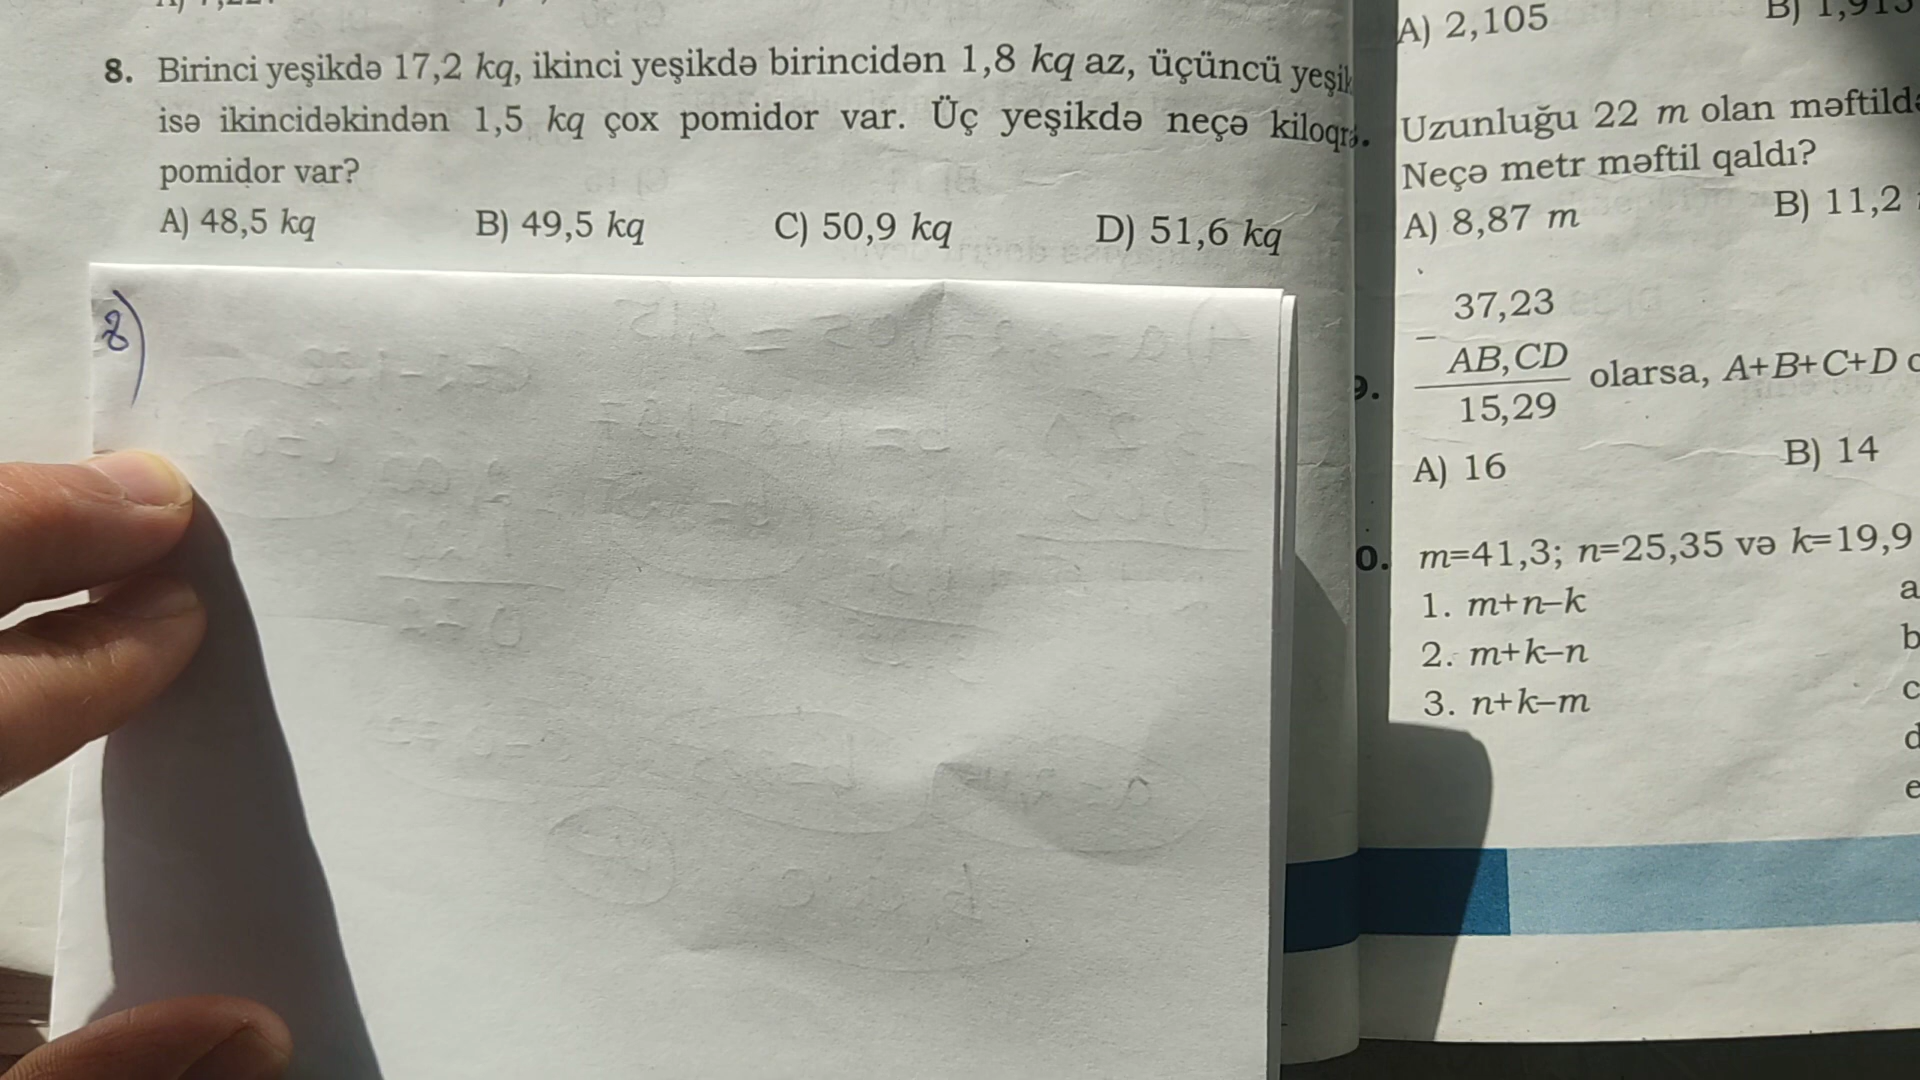 8. Birinci yeşikdə 17,2 kq, ikinci yeşikdə birincidən 1,8 kq az, üçüncü
isə ikincidəkindən 1,5 kq çox pomidor var. Üç yeşikdə neçə
pomidor var?
A) 48,5 kq B) 49,5 kq C) 50,9 kq D) 51,6 kq
8)
A) 2,105
Uzunluğu 22 m olan
Neçə metr məftil qaldı?
A) 8,87 m B) 11,2
37,23
–
AB,CD olarsa, A+B+C+D
15,29
A) 16 B) 14
m=41,3; n=25,35 və k=19,9
1. m+n–k
2. m+k–n
3. n+k–m